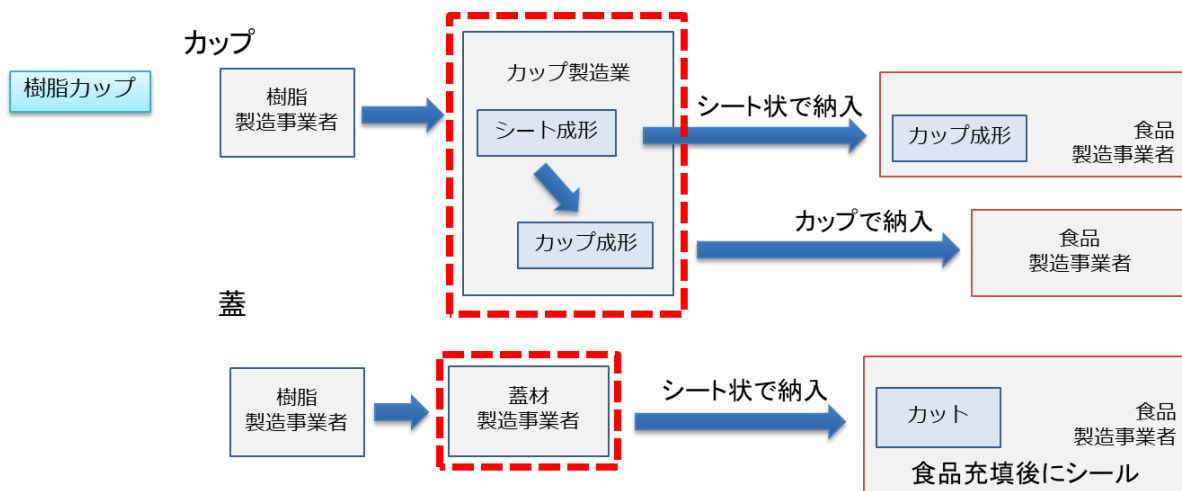 カップ
樹脂カップ
樹脂
製造事業者
カップ製造業
シート成形
カップ成形
シート状で納入
カップ成形
食品
製造事業者
カップで納入
食品
製造事業者
蓋
樹脂
製造事業者
蓋材
製造事業者
シート状で納入
カット
食品
製造事業者
食品充填後にシール